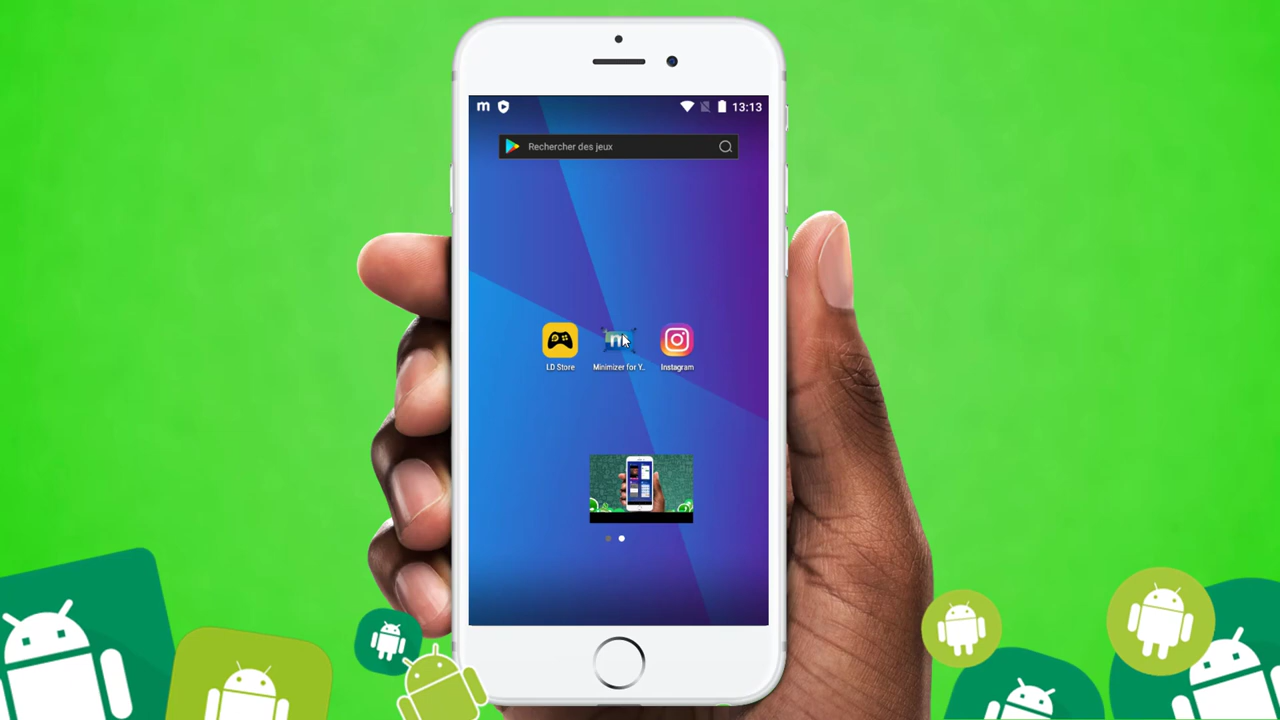 m
13:13
Rechercher des jeux
m
LD Store
Minimizer for Y..
Instagram